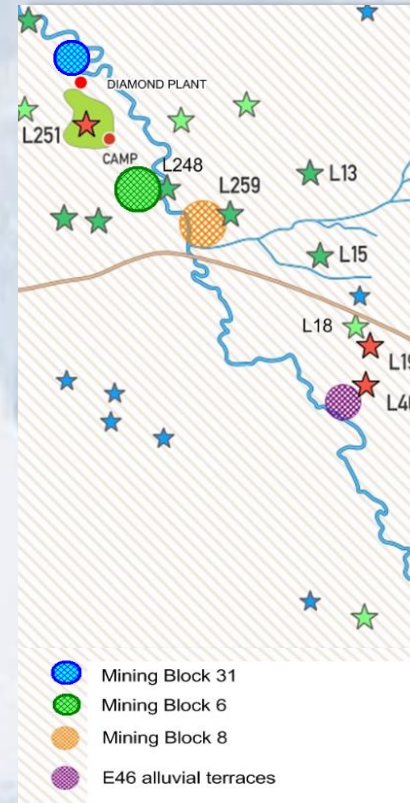 DIAMOND PLANT
L251
CAMP
L248
L13
L259
L15
L18
Mining Block 31
Mining Block 6
Mining Block 8
E46 alluvial terraces